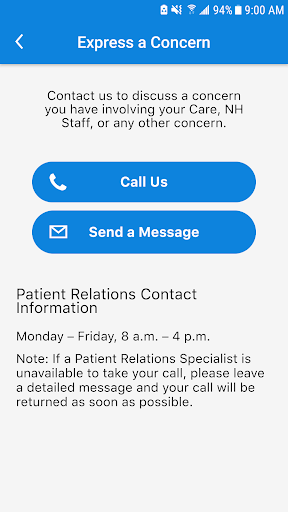 94% 9:00 AM
Express a Concern
Contact us to discuss a concern
you have involving your Care, NH
Staff, or any other concern.
Call Us
Send a Message
Patient Relations Contact
Information
Monday – Friday, 8 a.m. – 4 p.m.
Note: If a Patient Relations Specialist is
unavailable to take your call, please leave
a detailed message and your call will be
returned as soon as possible.